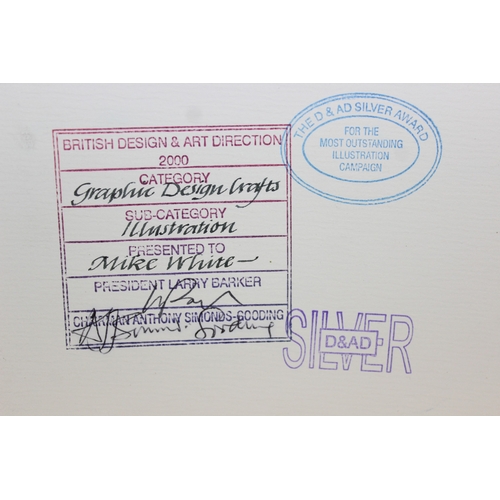 BRITISH DESIGN & ART DIRECTION
2000
CATEGORY
Graphic Design Crafts
SUB-CATEGORY
Illustration
PRESENTED TO
Mike White
PRESIDENT LARRY BARKER
CHAIRMAN ANTHONY SIMONDS-GOODING
THE D & AD SILVER AWARD
FOR THE
MOST OUTSTANDING
ILLUSTRATION
CAMPAIGN
SILVER
D&AD